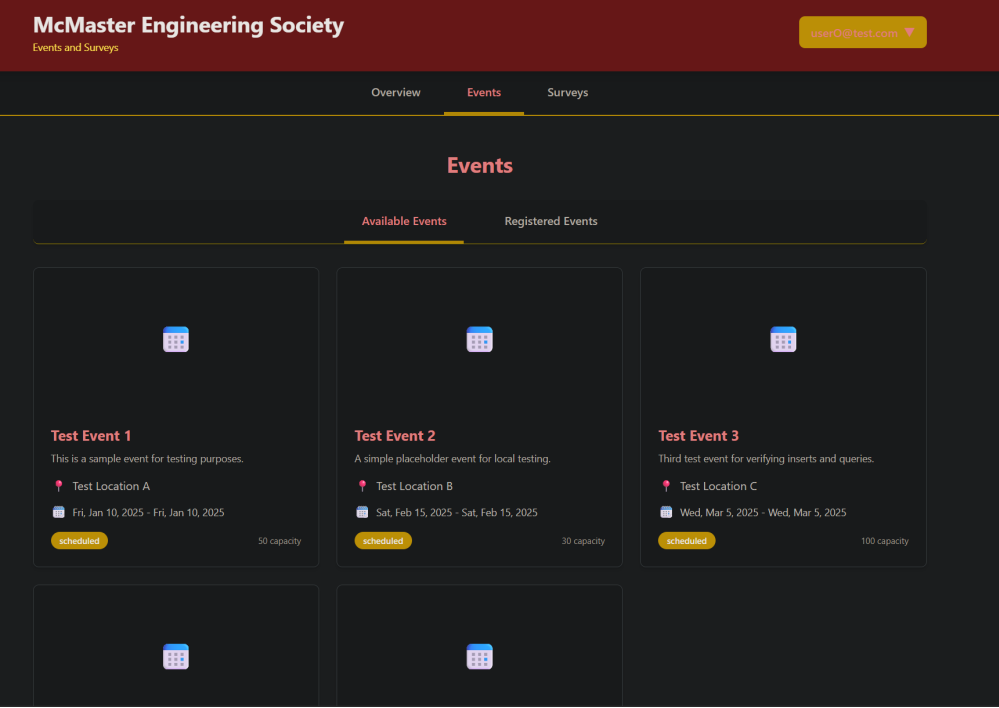 McMaster Engineering Society
Events and Surveys
user0@test.com ▼
Overview Events Surveys
Events
Available Events Registered Events
Test Event 1
This is a sample event for testing purposes.
Test Location A
Fri, Jan 10, 2025 - Fri, Jan 10, 2025
scheduled 50 capacity
Test Event 2
A simple placeholder event for local testing.
Test Location B
Sat, Feb 15, 2025 - Sat, Feb 15, 2025
scheduled 30 capacity
Test Event 3
Third test event for verifying inserts and queries.
Test Location C
Wed, Mar 5, 2025 - Wed, Mar 5, 2025
scheduled 100 capacity